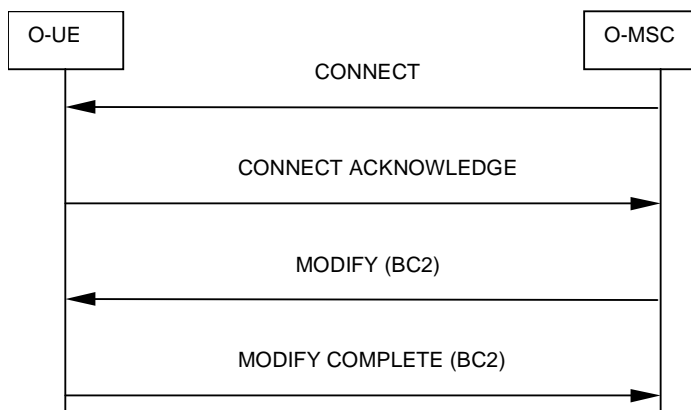 O-UE
O-MSC
CONNECT
CONNECT ACKNOWLEDGE
MODIFY (BC2)
MODIFY COMPLETE (BC2)